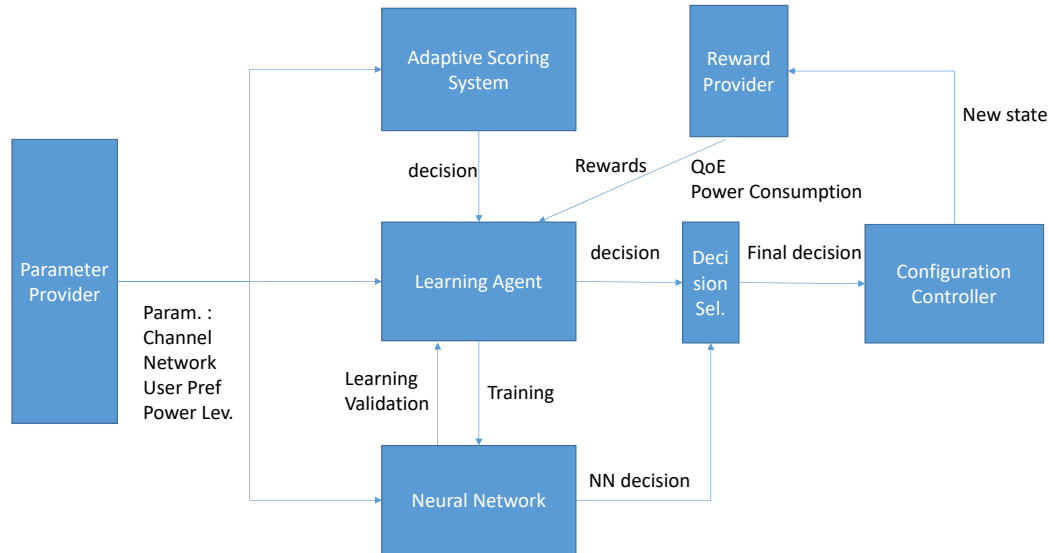 Adaptive Scoring
System
Reward
Provider
New state
decision
Rewards
QoE
Power Consumption
Parameter
Provider
Learning Agent
decision
Deci
sion
Sel.
Final decision
Configuration
Controller
Param. :
Channel
Network
User Pref
Power Lev.
Learning
Validation
Training
Neural Network
NN decision